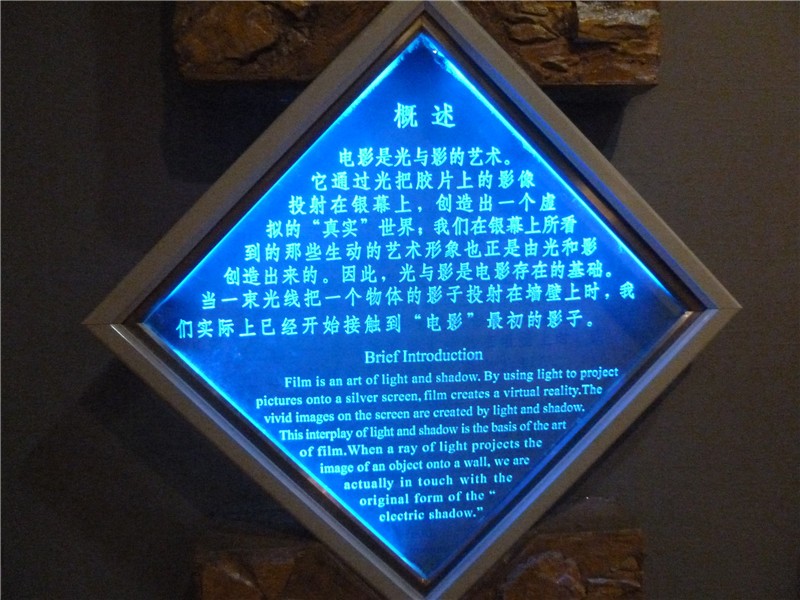 概述
电影是光与影的艺术。
它通过光把胶片上的影像
投射在银幕上，创造出一个虚
拟的“真实”世界；我们在银幕上所看
到的那些生动的艺术形象也正是由光和影
创造出来的。因此，光与影是电影存在的基础。
当一束光线把一个物体的影子投射在墙壁上时，我
们实际上已经开始接触到“电影”最初的影子。
Brief Introduction
Film is an art of light and shadow. By using light to project
pictures onto a silver screen, film creates a virtual reality.The
vivid images on the screen are created by light and shadow.
This interplay of light and shadow is the basis of the art
of film.When a ray of light projects the
image of an object onto a wall, we are
actually in touch with the
original form of the “
electric shadow.”